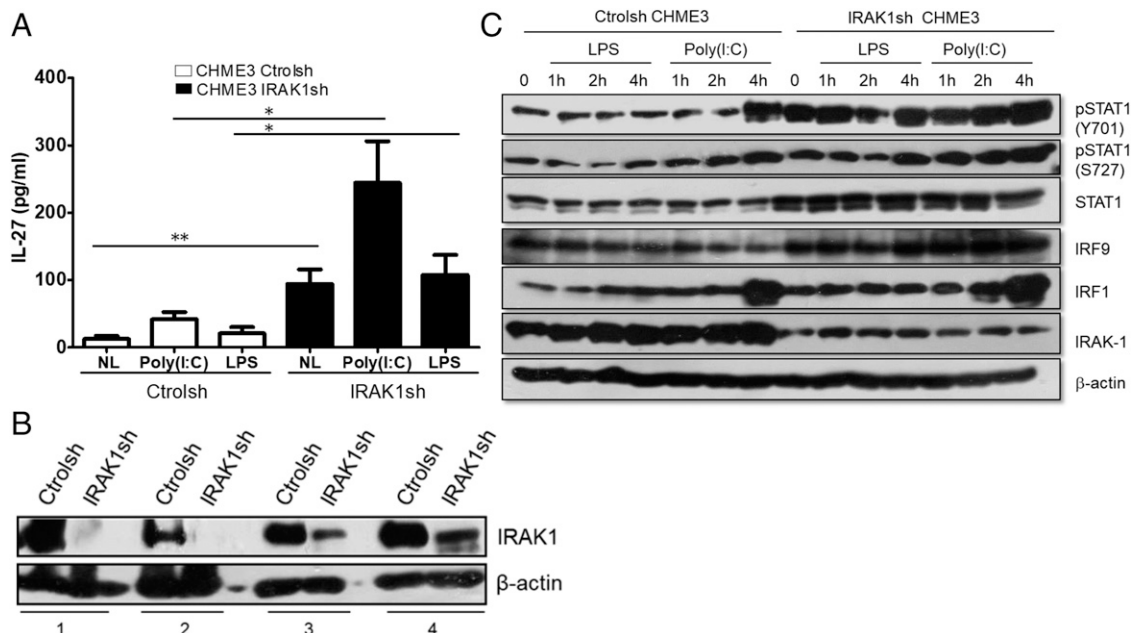 A
400
300
200
100
0
IL-27 (pg/ml)
CHME3 Ctrolsh
CHME3 IRAK1sh
*
*
**
NL Poly(I:C) LPS NL Poly(I:C) LPS
Ctrolsh IRAK1sh
B
Ctrolsh IRAK1sh Ctrolsh IRAK1sh Ctrolsh IRAK1sh Ctrolsh IRAK1sh
IRAK1
β-actin
1 2 3 4
C
Ctrolsh CHME3 IRAK1sh CHME3
LPS Poly(I:C) LPS Poly(I:C)
0 1h 2h 4h 1h 2h 4h 0 1h 2h 4h 1h 2h 4h
pSTAT1
(Y701)
pSTAT1
(S727)
STAT1
IRF9
IRF1
IRAK-1
β-actin